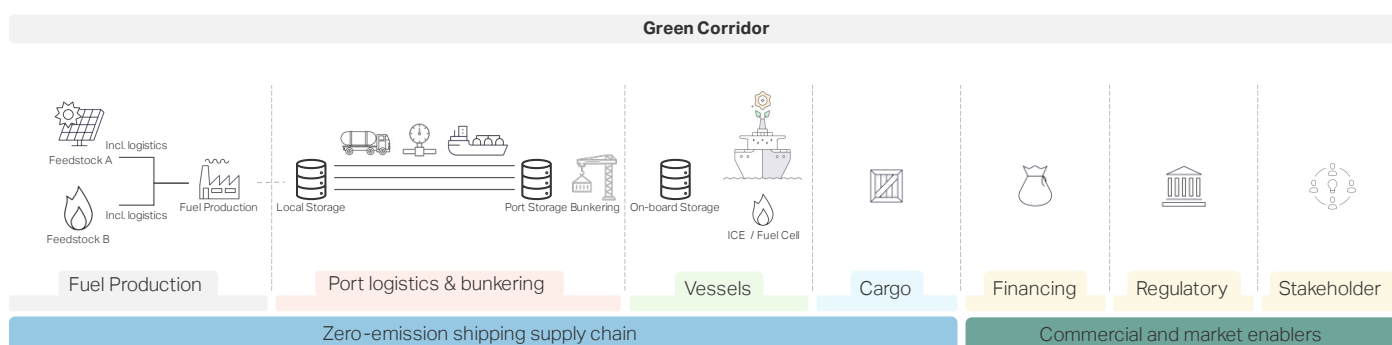 Green Corridor
Incl. logistics
Feedstock A
Incl. logistics
Feedstock B
Fuel Production
Local Storage
Port Storage
Bunkering
On-board Storage
ICE / Fuel Cell
Fuel Production
Port logistics & bunkering
Vessels
Cargo
Financing
Regulatory
Stakeholder
Zero-emission shipping supply chain
Commercial and market enablers